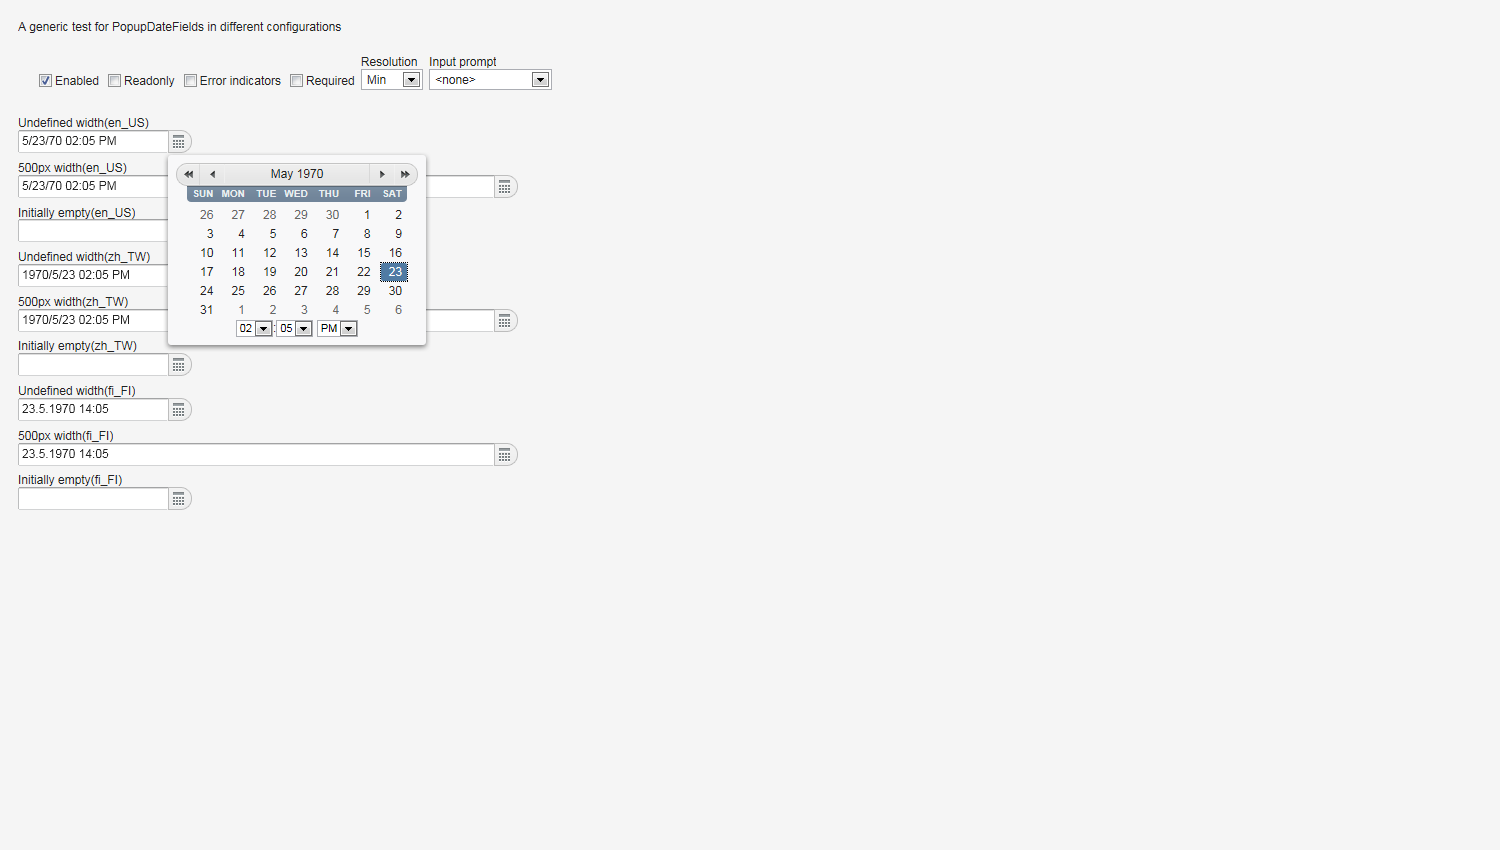 A generic test for PopupDateFields in different configurations
Resolution Input prompt
Enabled Readonly Error indicators Required Min <none>
Undefined width(en_US)
5/23/70 02:05 PM
500px width(en_US)
5/23/70 02:05 PM
Initially empty(en_US)
Undefined width(zh_TW)
1970/5/23 02:05 PM
500px width(zh_TW)
1970/5/23 02:05 PM
Initially empty(zh_TW)
Undefined width(fi_FI)
23.5.1970 14:05
500px width(fi_FI)
23.5.1970 14:05
Initially empty(fi_FI)
May 1970
SUN MON TUE WED THU FRI SAT
26 27 28 29 30 1 2
3 4 5 6 7 8 9
10 11 12 13 14 15 16
17 18 19 20 21 22 23
24 25 26 27 28 29 30
31 1 2 3 4 5 6
02 : 05 PM